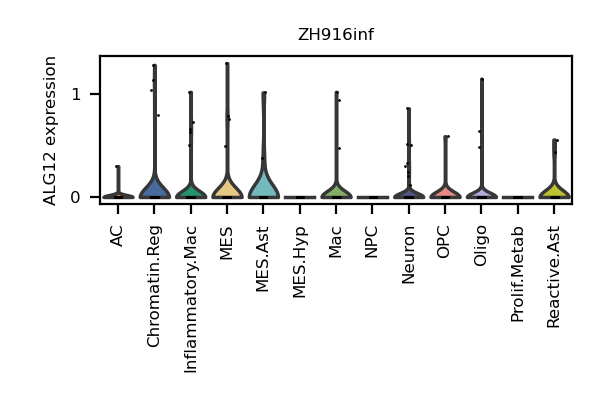 ZH916inf
ALG12 expression
1
0
AC
Chromatin.Reg
Inflammatory.Mac
MES
MES.Ast
MES.Hyp
Mac
NPC
Neuron
OPC
Oligo
Prolif.Metab
Reactive.Ast